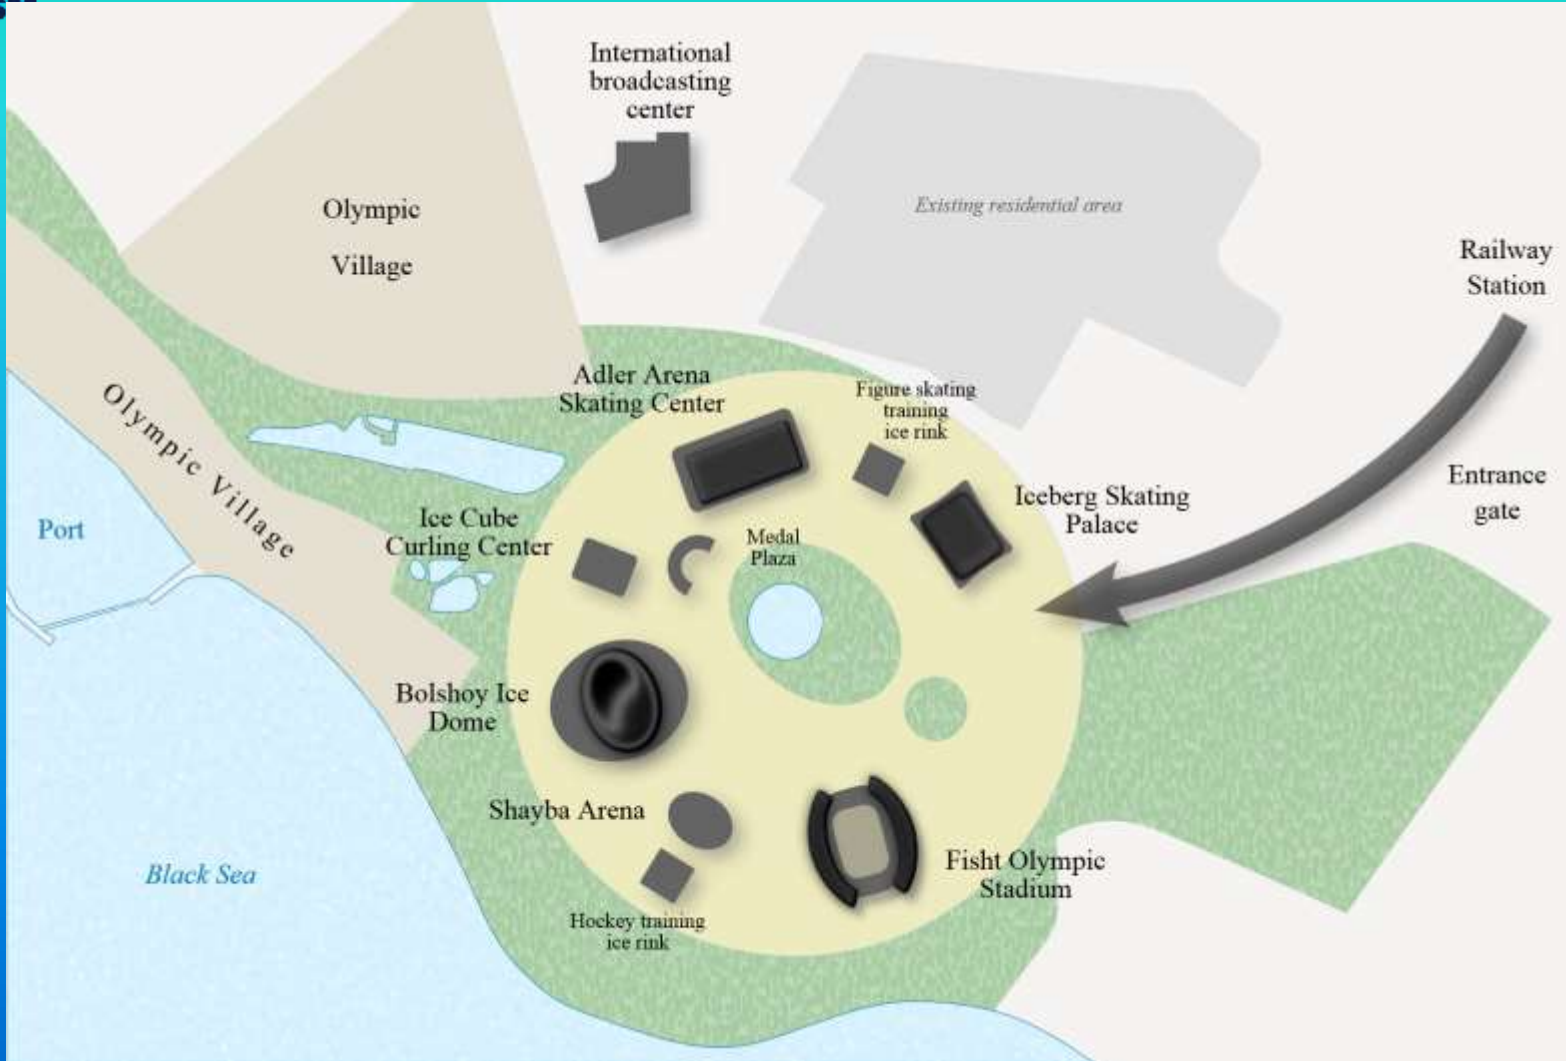 International
broadcasting
center
Existing residential area
Olympic
Village
Railway
Station
Adler Arena
Skating Center
Figure skating
training
ice rink
Olympic Village
Entrance
gate
Iceberg Skating
Palace
Port
Ice Cube
Curling Center
Medal
Plaza
Bolshoy Ice
Dome
Shayba Arena
Black Sea
Fisht Olympic
Stadium
Hockey training
ice rink